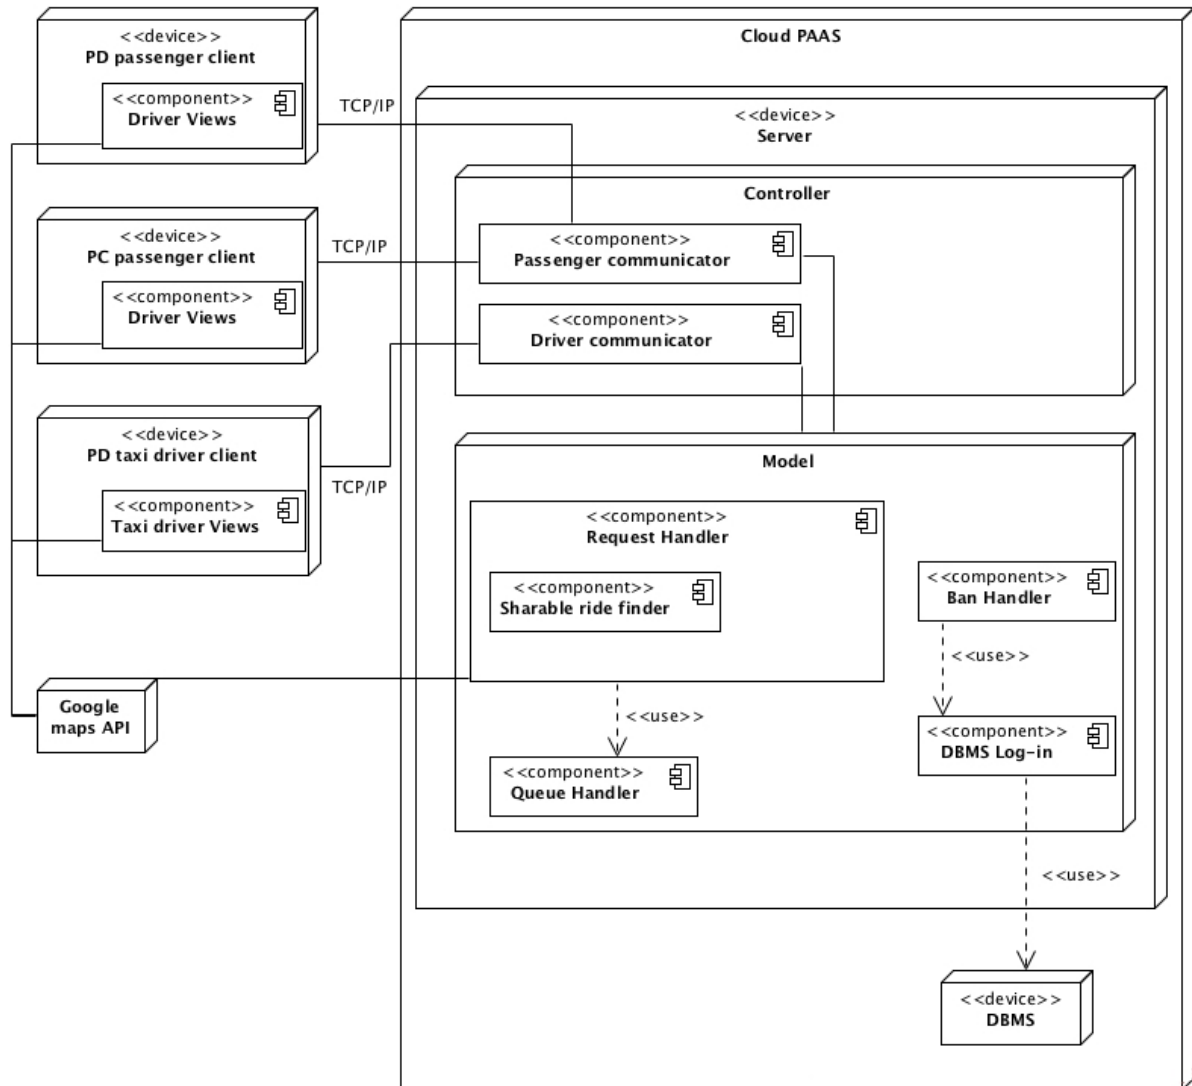 <<device>>
PD passenger client
<<component>>
Driver Views
TCP/IP
<<device>>
PC passenger client
<<component>>
Driver Views
TCP/IP
<<device>>
PD taxi driver client
<<component>>
Taxi driver Views
TCP/IP
Google
maps API
Cloud PAAS
<<device>>
Server
Controller
<<component>>
Passenger communicator
<<component>>
Driver communicator
Model
<<component>>
Request Handler
<<component>>
Sharable ride finder
<<use>>
<<component>>
Queue Handler
<<component>>
Ban Handler
<<use>>
<<component>>
DBMS Log-in
<<use>>
<<device>>
DBMS